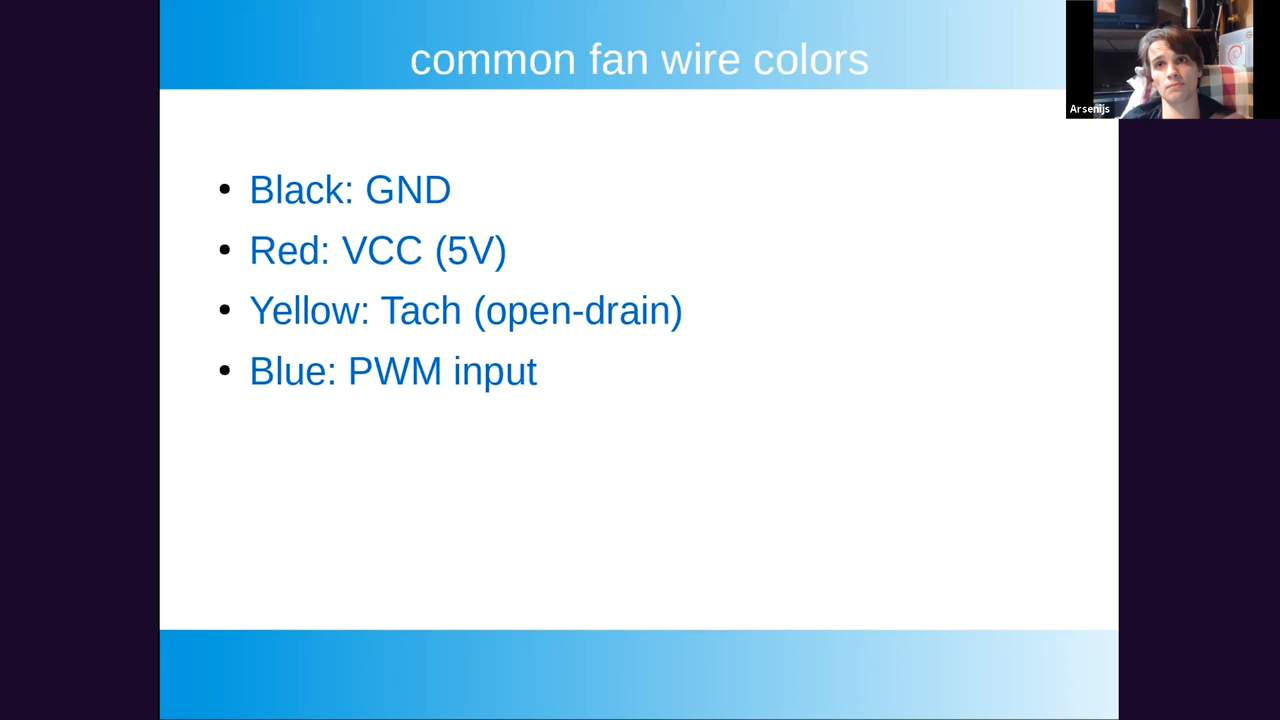 common fan wire colors
Arsenijs
• Black: GND
• Red: VCC (5V)
• Yellow: Tach (open-drain)
• Blue: PWM input